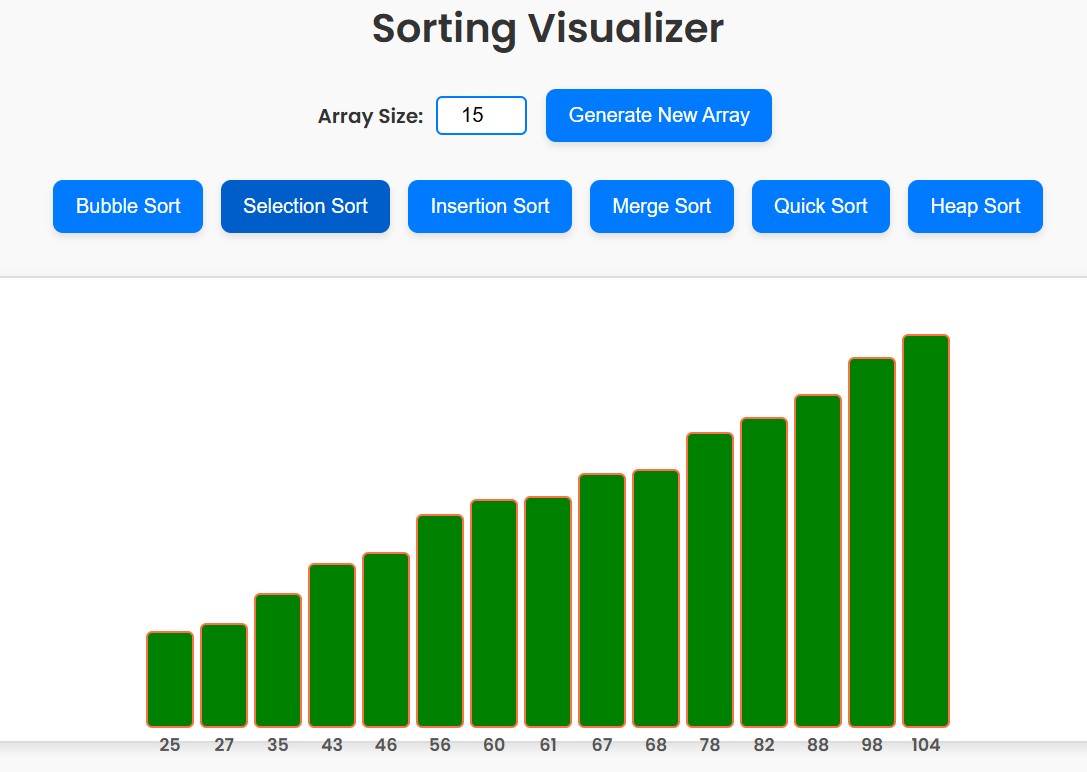 Sorting Visualizer
Array Size: 15 Generate New Array
Bubble Sort Selection Sort Insertion Sort Merge Sort Quick Sort Heap Sort
25 27 35 43 46 56 60 61 67 68 78 82 88 98 104